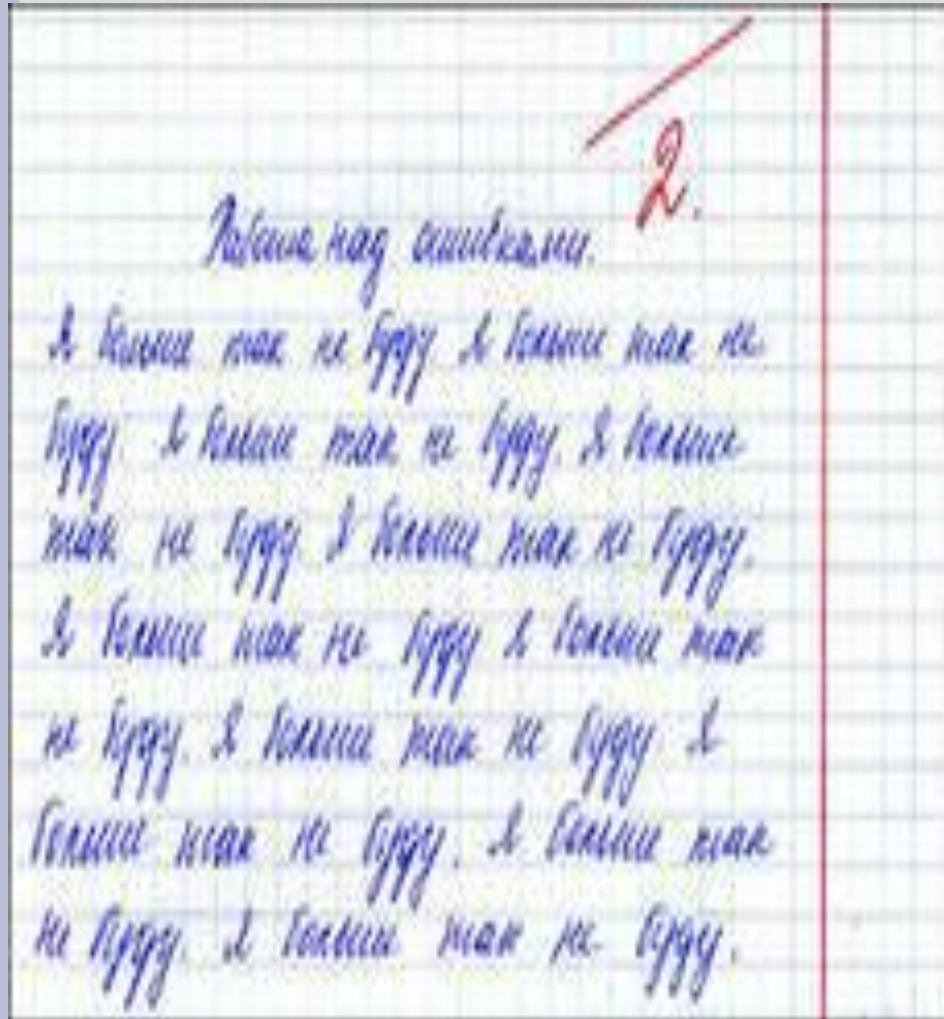 2.
Работа над ошибками.
Я больше так не буду Я больше так не
буду Я больше так не буду. Я больше
так не буду Я больше так не буду.
Я больше так не буду Я больше так
не буду. Я больше так не буду Я
больше так не буду. Я больше так
не буду. Я больше так не буду.